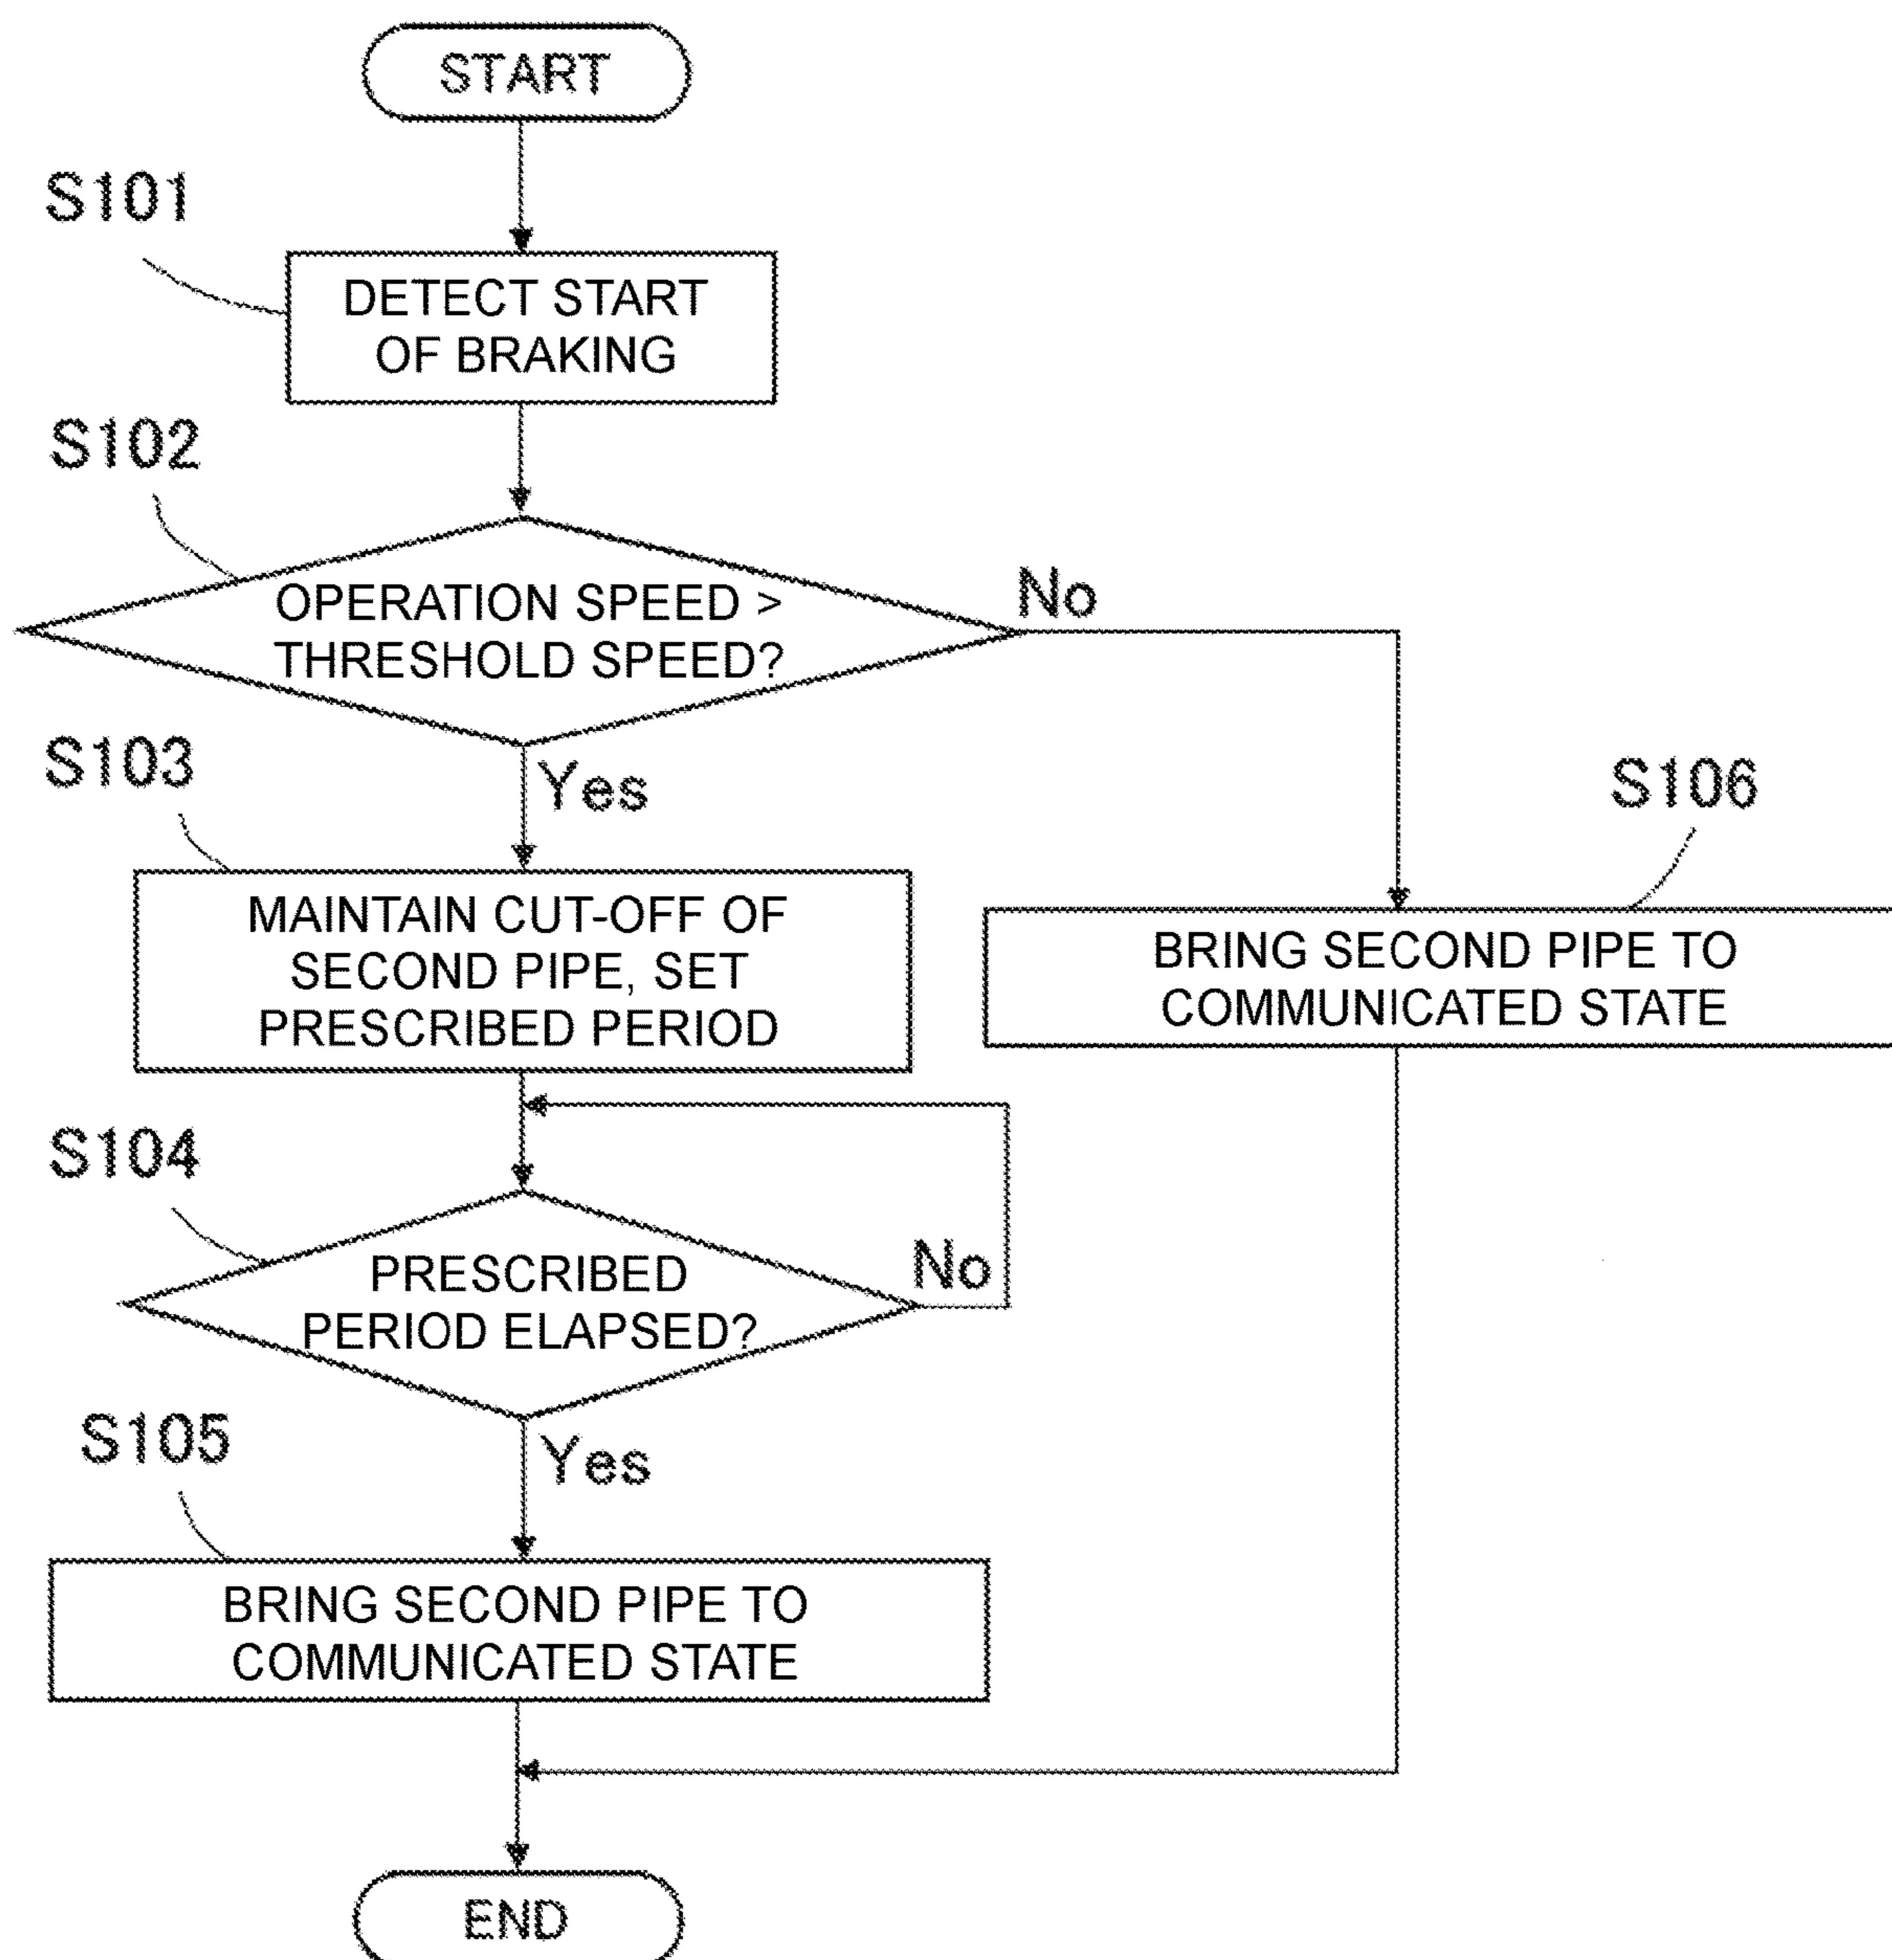 START
S101
DETECT START
OF BRAKING
S102
OPERATION SPEED >
THRESHOLD SPEED?
No
S103
Yes
S106
MAINTAIN CUT-OFF OF
SECOND PIPE, SET
PRESCRIBED PERIOD
BRING SECOND PIPE TO
COMMUNICATED STATE
S104
PRESCRIBED
PERIOD ELAPSED?
No
S105
Yes
BRING SECOND PIPE TO
COMMUNICATED STATE
END